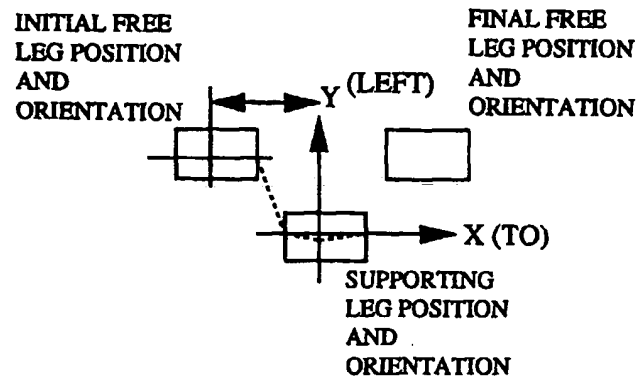 INITIAL FREE
LEG POSITION
AND
ORIENTATION
FINAL FREE
LEG POSITION
AND
ORIENTATION
Y (LEFT)
X (TO)
SUPPORTING
LEG POSITION
AND
ORIENTATION